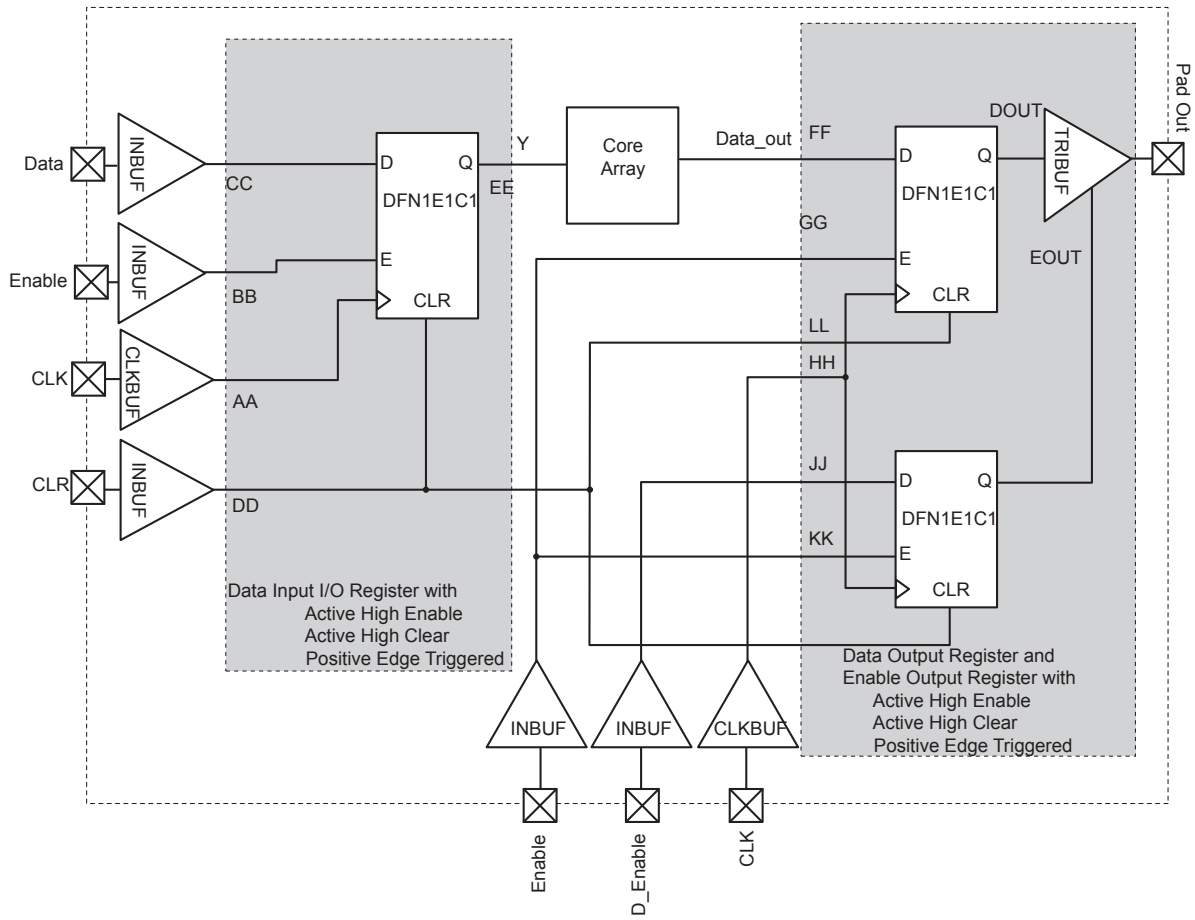 Pad Out
DOUT
FF
Data_out
Y
Core
Array
INBUF
TRIBUF
Data
D
Q
D
Q
CC
EE
DFN1E1C1
DFN1E1C1
GG
INBUF
E
E
EOUT
Enable
BB
CLR
CLR
LL
CLKBUF
HH
CLK
AA
JJ
INBUF
D
Q
CLR
DD
DFN1E1C1
KK
E
CLR
Data Input I/O Register with
Active High Enable
Active High Clear
Positive Edge Triggered
Data Output Register and
Enable Output Register with
Active High Enable
Active High Clear
Positive Edge Triggered
INBUF
INBUF
CLKBUF
Enable
D_Enable
CLK